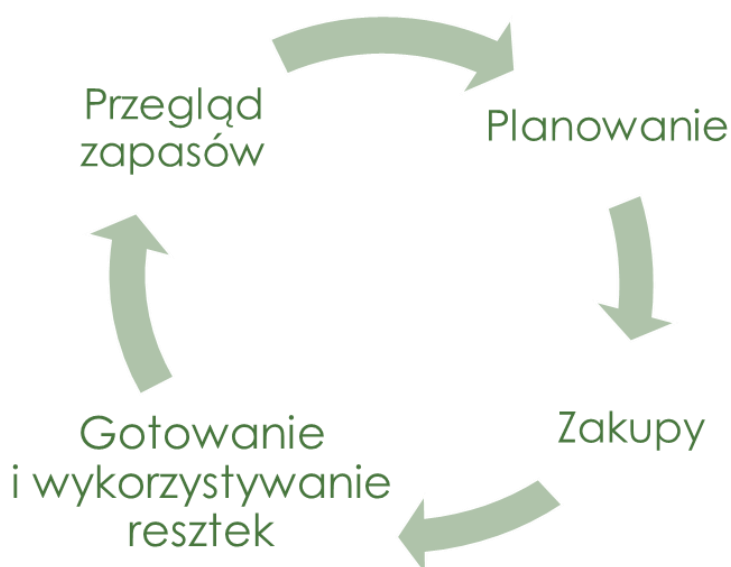 Przegląd
zapasów
Planowanie
Zakupy
Gotowanie
i wykorzystywanie
resztek